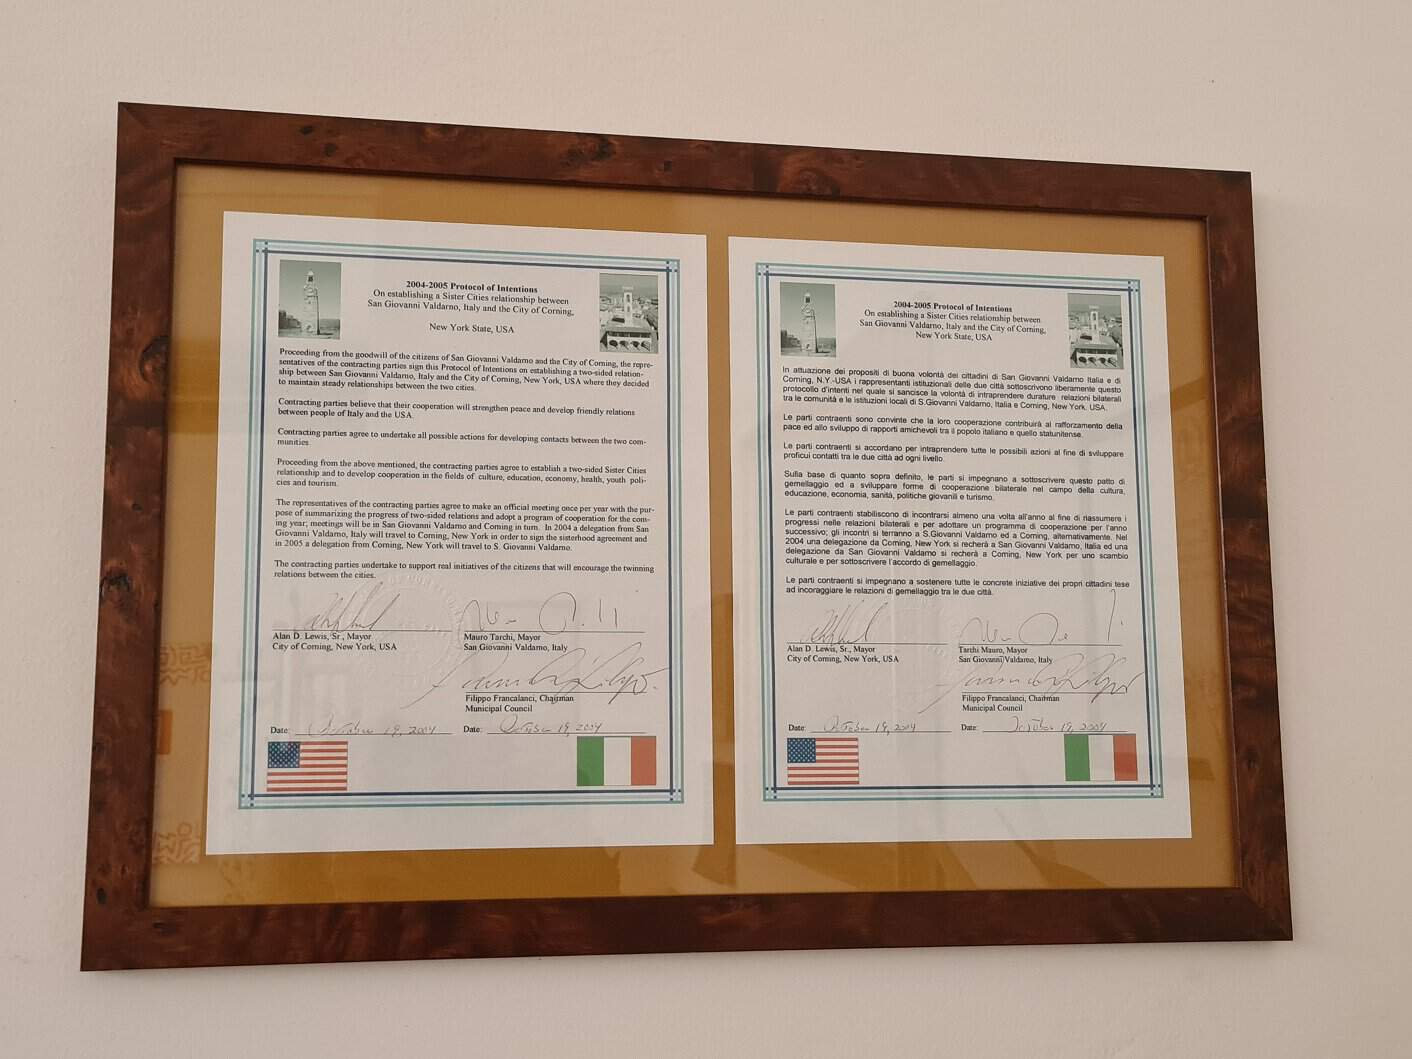 2004-2005 Protocol of Intentions
On establishing a Sister Cities relationship between
San Giovanni Valdarno, Italy and the City of Corning,
New York State, USA
Proceeding from the goodwill of the citizens of San Giovanni Valdarno and the City of Corning, the repre-
sentatives of the contracting parties sign this Protocol of Intentions on establishing a two-sided relation-
ship between San Giovanni Valdarno, Italy and the City of Corning, New York, USA where they decided
to maintain steady relationships between the two cities.
Contracting parties believe that their cooperation will strengthen peace and develop friendly relations
between people of Italy and the USA.
Contracting parties agree to undertake all possible actions for developing contacts between the two com-
munities.
Proceeding from the above mentioned, the contracting parties agree to establish a two-sided Sister Cities
relationship and to develop cooperation in the fields of culture, education, economy, health, youth poli-
cies and tourism.
The representatives of the contracting parties agree to make an official meeting once per year with the pur-
pose of summarizing the progress of two-sided relations and adopt a program of cooperation for the com-
ing year; meetings will be in San Giovanni Valdarno and Corning in turn. In 2004 a delegation from San
Giovanni Valdarno, Italy will travel to Corning, New York in order to sign the sisterhood agreement and
in 2005 a delegation from Corning, New York will travel to S. Giovanni Valdarno.
The contracting parties undertake to support real initiatives of the citizens that will encourage the twinning
relations between the cities.
Alan D. Lewis, Sr., Mayor
City of Corning, New York, USA
Mauro Tarchi, Mayor
San Giovanni Valdarno, Italy
Filippo Francalanci, Chairman
Municipal Council
Date: October 19, 2004
Date: October 19, 2004
2004-2005 Protocol of Intentions
On establishing a Sister Cities relationship between
San Giovanni Valdarno, Italy and the City of Corning,
New York State, USA
In attuazione dei propositi di buona volontà dei cittadini di San Giovanni Valdarno Italia e di
Corning, N.Y.-USA i rappresentanti istituzionali delle due città sottoscrivono liberamente questo
protocollo d'intenti nel quale si sancisce la volontà di intraprendere durature relazioni bilaterali
tra le comunità e le istituzioni locali di S.Giovanni Valdarno, Italia e Corning, New York, USA.
Le parti contraenti sono convinte che la loro cooperazione contribuirà al rafforzamento della
pace ed allo sviluppo di rapporti amichevoli tra il popolo italiano e quello statunitense.
Le parti contraenti si accordano per intraprendere tutte le possibili azioni al fine di sviluppare
proficui contatti tra le due città ad ogni livello.
Sulla base di quanto sopra definito, le parti si impegnano a sottoscrivere questo patto di
gemellaggio ed a sviluppare forme di cooperazione bilaterale nel campo della cultura,
educazione, economia, sanità, politiche giovanili e turismo.
Le parti contraenti stabiliscono di incontrarsi almeno una volta all'anno al fine di riassumere i
progressi nelle relazioni bilaterali e per adottare un programma di cooperazione per l'anno
successivo; gli incontri si terranno a S.Giovanni Valdarno ed a Corning, alternativamente. Nel
2004 una delegazione da Corning, New York si recherà a San Giovanni Valdarno, Italia ed una
delegazione da San Giovanni Valdarno si recherà a Corning, New York per uno scambio
culturale e per sottoscrivere l'accordo di gemellaggio.
Le parti contraenti si impegnano a sostenere tutte le concrete iniziative dei propri cittadini tese
ad incoraggiare le relazioni di gemellaggio tra le due città.
Alan D. Lewis, Sr., Mayor
City of Corning, New York, USA
Tarchi Mauro, Mayor
San Giovanni Valdarno, Italy
Filippo Francalanci, Chairman
Municipal Council
Date: October 19, 2004
Date: October 19, 2004